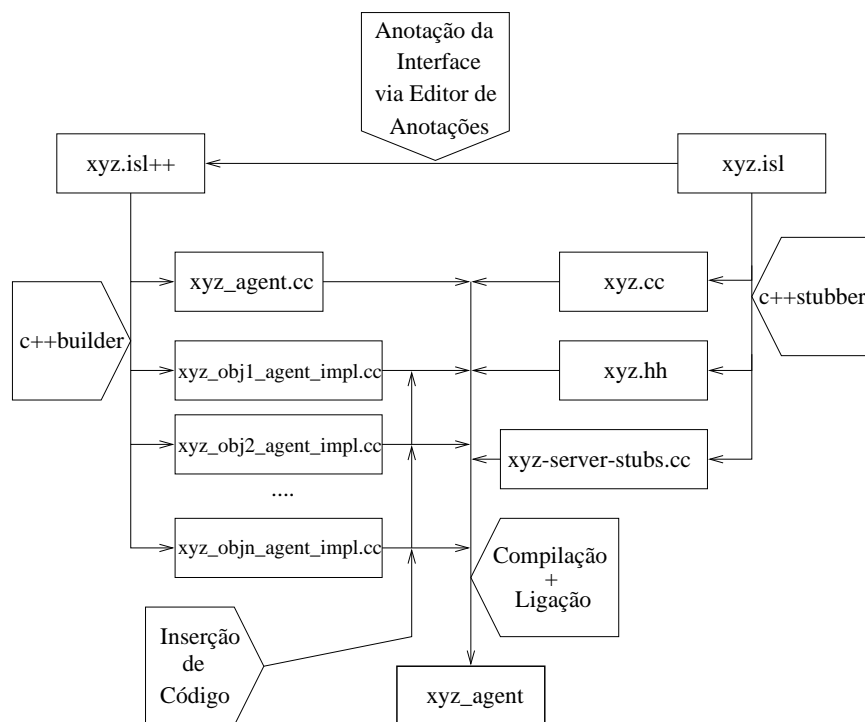 Anotação da
Interface
via Editor de
Anotações
xyz.isl++
xyz.isl
xyz_agent.cc
xyz.cc
c++builder
c++stubber
xyz_obj1_agent_impl.cc
xyz.hh
xyz_obj2_agent_impl.cc
xyz-server-stubs.cc
....
xyz_objn_agent_impl.cc
Compilação
+
Ligação
Inserção
de
Código
xyz_agent